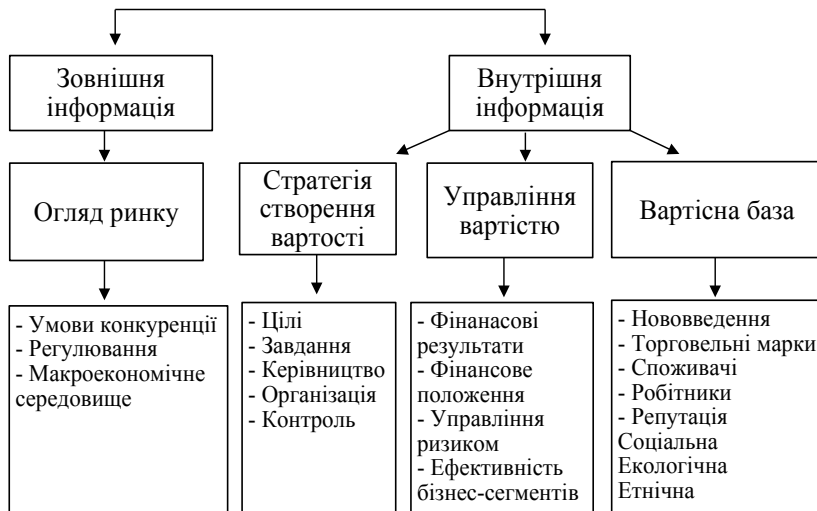 Зовнішня
інформація
Внутрішня
інформація
Огляд ринку
Стратегія
створення
вартості
Управління
вартістю
Вартісна база
- Умови конкуренції
- Регулювання
- Макроекономічне
середовище
- Цілі
- Завдання
- Керівництво
- Організація
- Контроль
- Фінанасові
результати
- Фінансове
положення
- Управління
ризиком
- Ефективність
бізнес-сегментів
- Нововведення
- Торговельні марки
- Споживачі
- Робітники
- Репутація
Соціальна
Екологічна
Етнічна